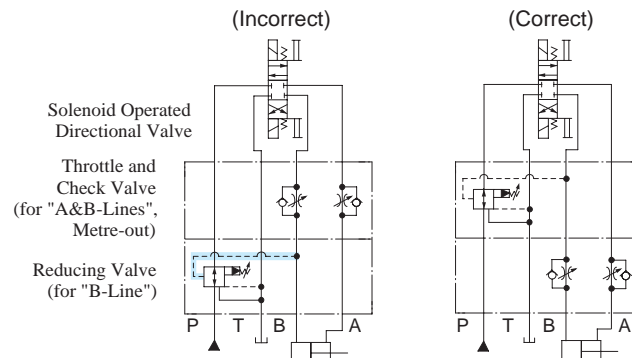 (Incorrect)
(Correct)
Solenoid Operated
Directional Valve
Throttle and
Check Valve
(for "A&B-Lines",
Metre-out)
Reducing Valve
(for "B-Line")
P T B A
P T B A